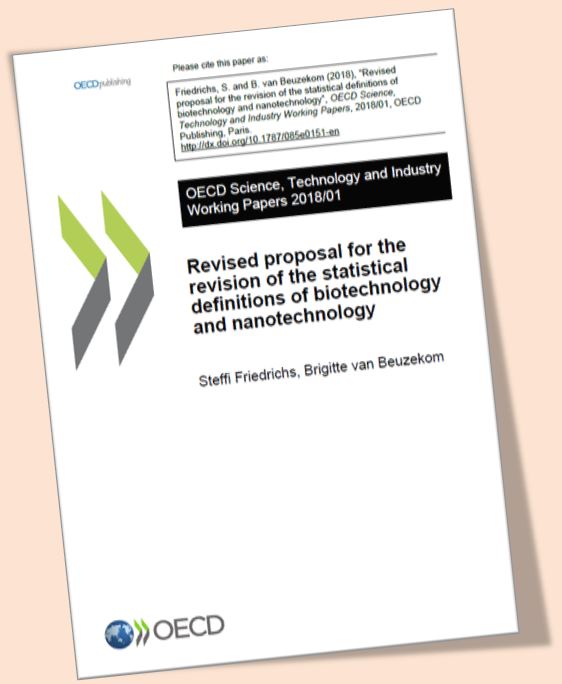 OECDpublishing
Please cite this paper as:
Friedrichs, S. and B. van Beuzekom (2018), "Revised
proposal for the revision of the statistical definitions of
biotechnology and nanotechnology", OECD Science,
Technology and Industry Working Papers, 2018/01, OECD
Publishing, Paris.
http://dx.doi.org/10.1787/085e0151-en
OECD Science, Technology and Industry
Working Papers 2018/01
Revised proposal for the
revision of the statistical
definitions of biotechnology
and nanotechnology
Steffi Friedrichs, Brigitte van Beuzekom
OECD